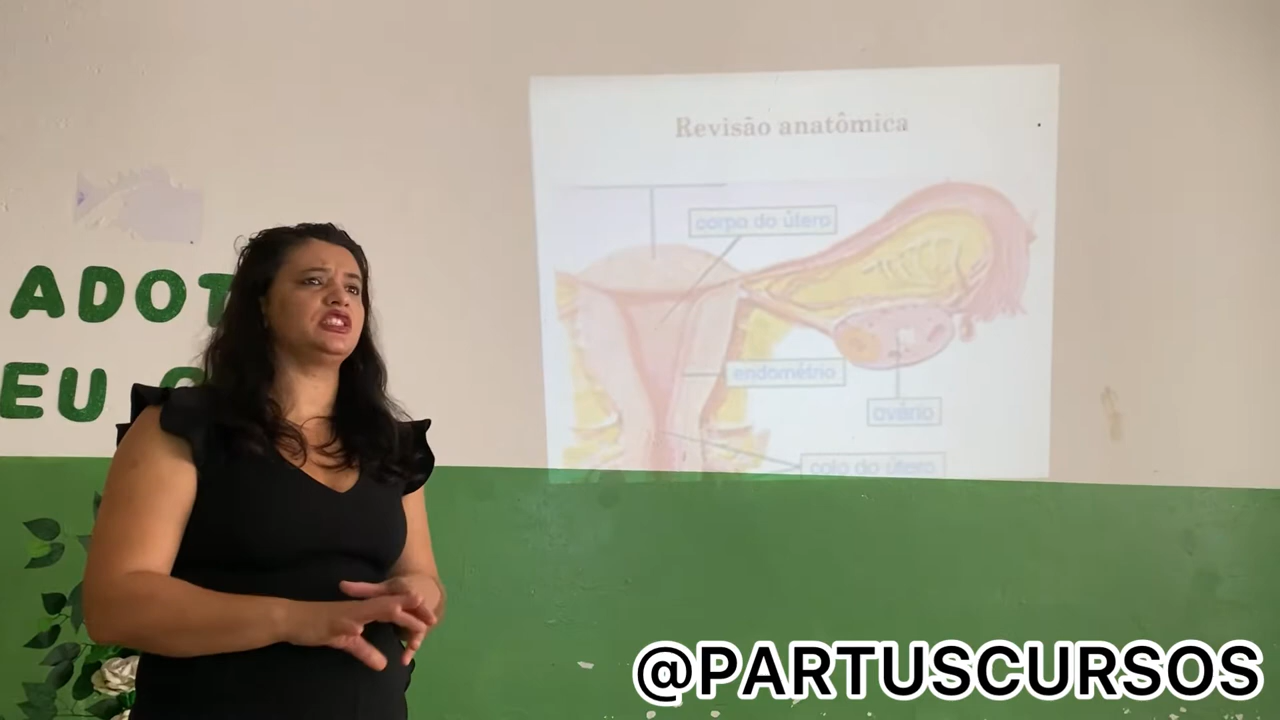 Revisão anatômica
corpo do útero
ADOT
EU
endométrio
ovário
colo do útero
@PARTUSCURSOS